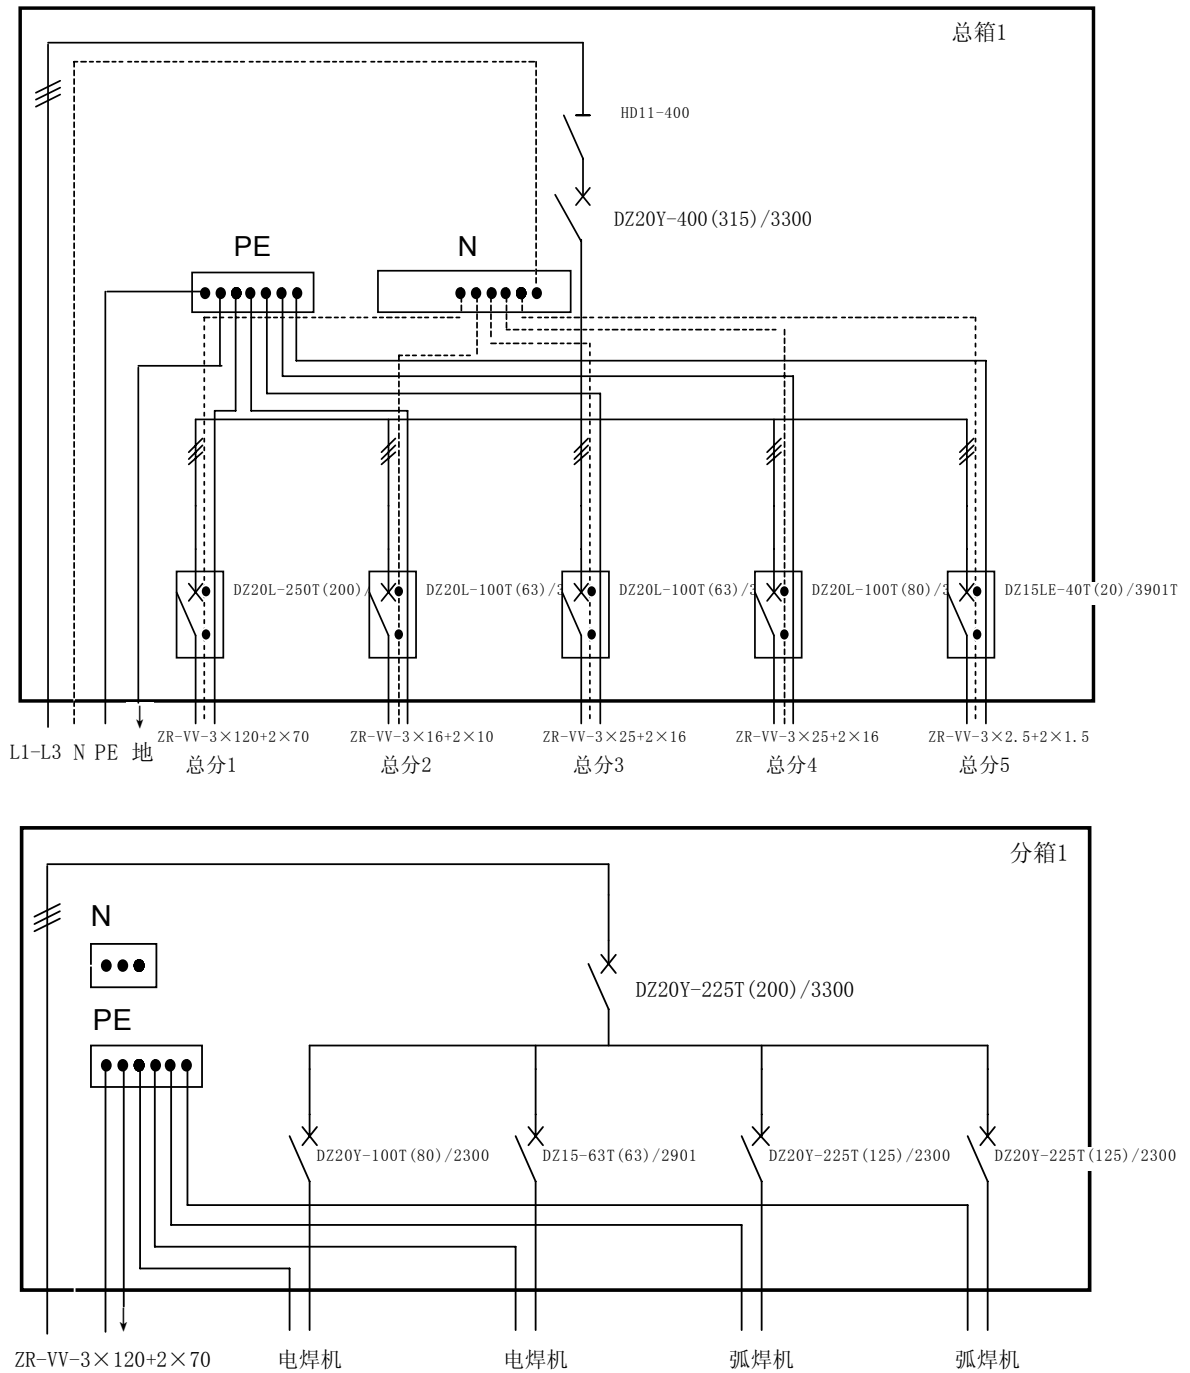 总箱1
HD11-400
DZ20Y-400(315)/3300
PE
N
DZ20L-250T(200)/
DZ20L-100T(63)/3
DZ20L-100T(63)/3
DZ20L-100T(80)/3
DZ15LE-40T(20)/3901T
L1-L3 N PE 地
ZR-VV-3×120+2×70
ZR-VV-3×16+2×10
ZR-VV-3×25+2×16
ZR-VV-3×25+2×16
ZR-VV-3×2.5+2×1.5
总分1
总分2
总分3
总分4
总分5
分箱1
N
DZ20Y-225T(200)/3300
PE
DZ20Y-100T(80)/2300
DZ15-63T(63)/2901
DZ20Y-225T(125)/2300
DZ20Y-225T(125)/2300
ZR-VV-3×120+2×70
电焊机
电焊机
弧焊机
弧焊机